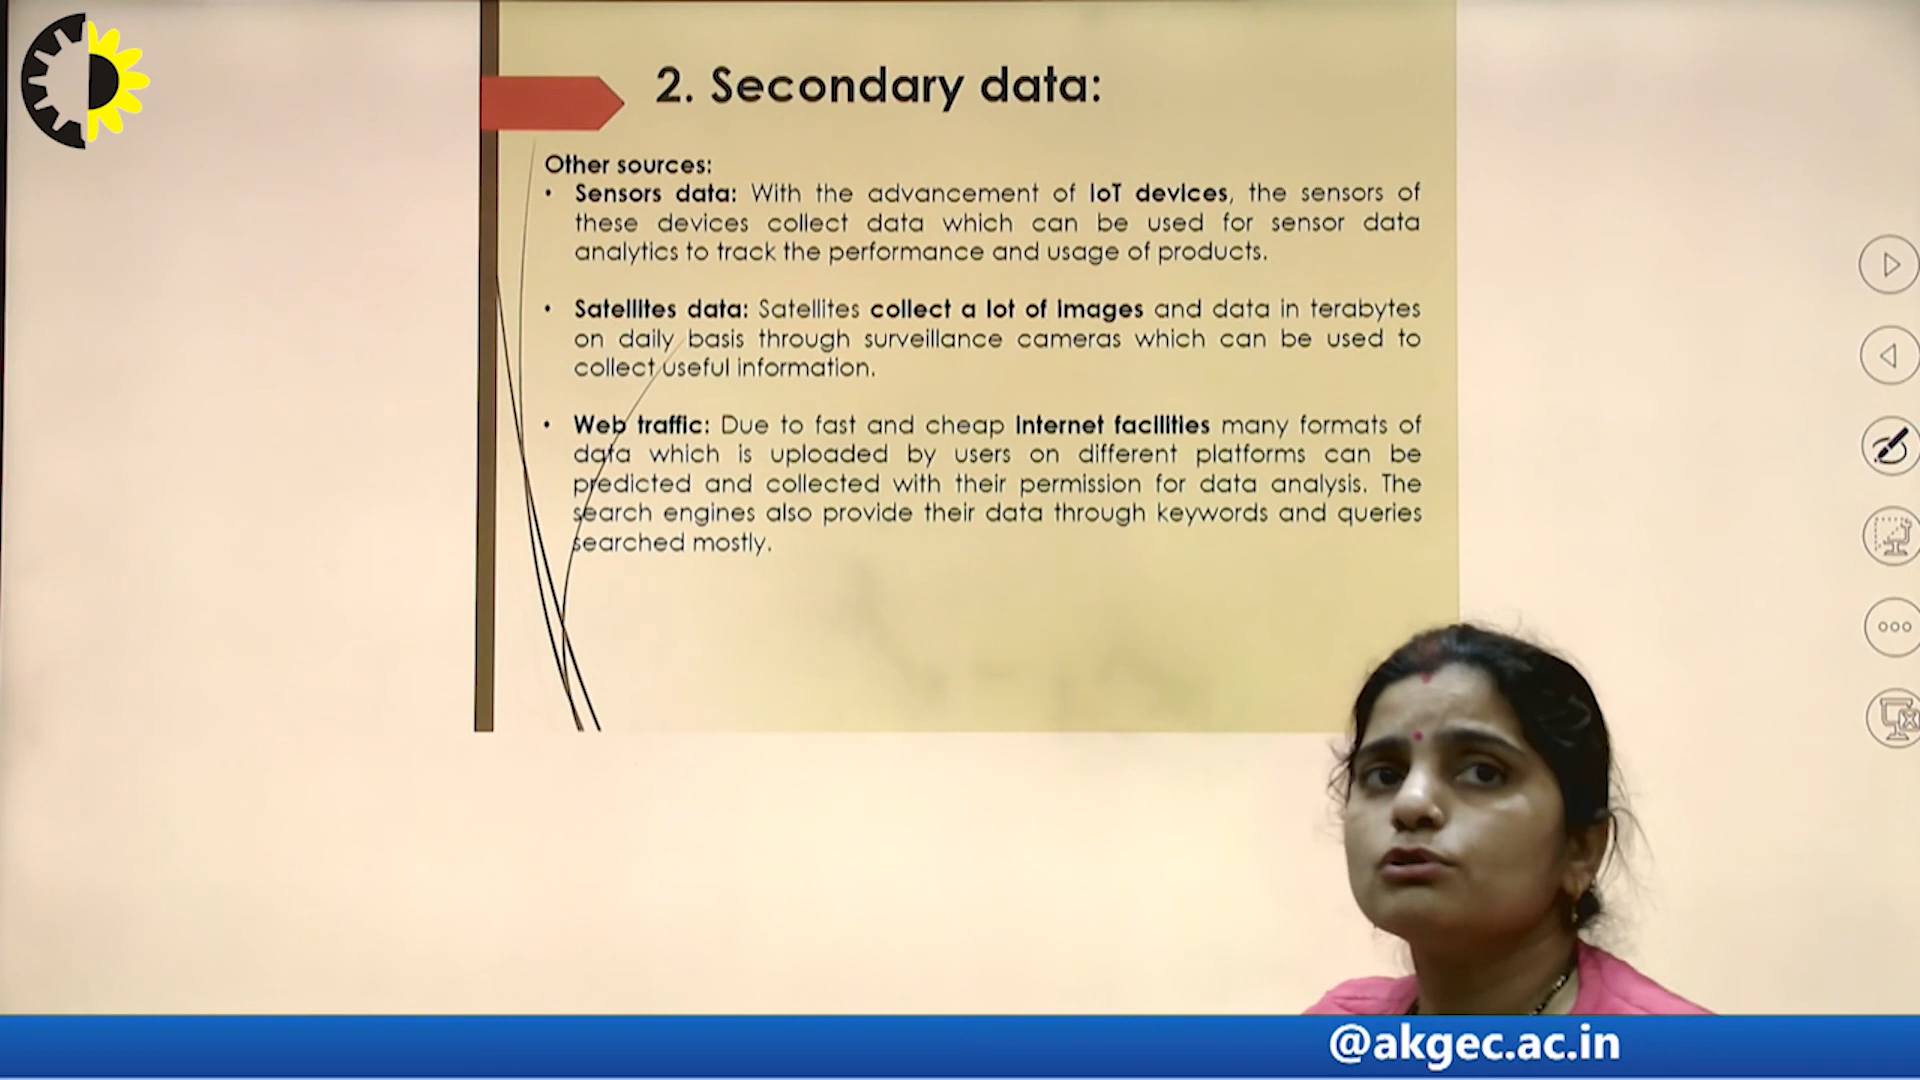 2. Secondary data:
Other sources:
• Sensors data: With the advancement of IoT devices, the sensors of
these devices collect data which can be used for sensor data
analytics to track the performance and usage of products.
• Satellites data: Satellites collect a lot of images and data in terabytes
on daily basis through surveillance cameras which can be used to
collect useful information.
• Web traffic: Due to fast and cheap internet facilities many formats of
data which is uploaded by users on different platforms can be
predicted and collected with their permission for data analysis. The
search engines also provide their data through keywords and queries
searched mostly.
@akgec.ac.in